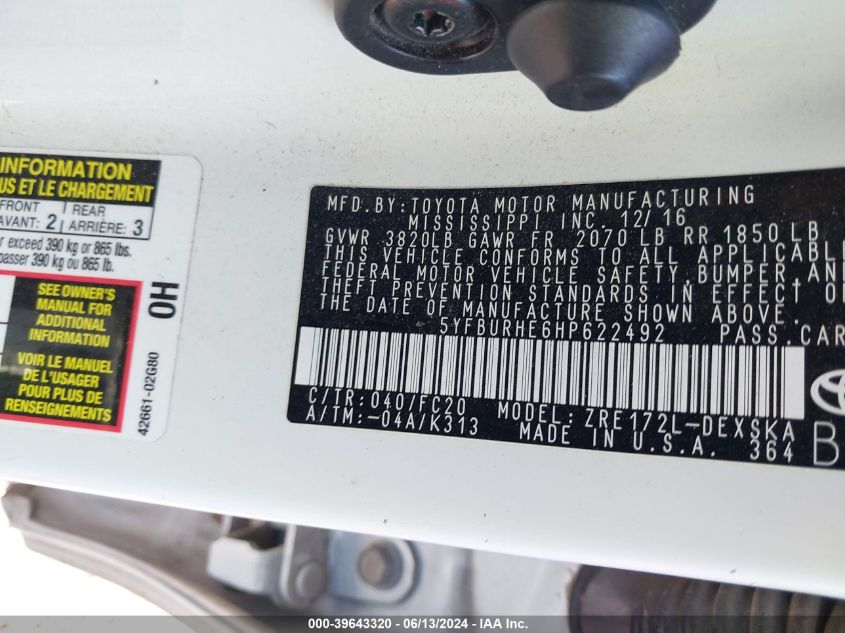 INFORMATION
US ET LE CHARGEMENT
FRONT
AVANT: 2
REAR
ARRIÈRE: 3
exceed 390 kg or 865 lbs.
passer 390 kg ou 865 lb.
SEE OWNER'S
MANUAL FOR
ADDITIONAL
INFORMATION
VOIR LE MANUEL
DE L'USAGER
POUR PLUS DE
RENSEIGNEMENTS
0H
42661-02G80
MFD.BY:TOYOTA MOTOR MANUFACTURING
MISSISSIPPI INC 12/16
GVWR 3820LB GAWR FR 2070 LB RR 1850 LB
THIS VEHICLE CONFORMS TO ALL APPLICABLE
FEDERAL MOTOR VEHICLE SAFETY, BUMPER, AND
THEFT PREVENTION STANDARDS IN EFFECT O
THE DATE OF MANUFACTURE SHOWN ABOVE.
5YFBURHE6HP622492 PASS.CAR
C/TR:040/FC20 MODEL:ZRE172L-DEXSKA
A/TM:-04A/K313 MADE IN U.S.A. 364
B
000-39643320 - 06/13/2024 - IAA Inc.